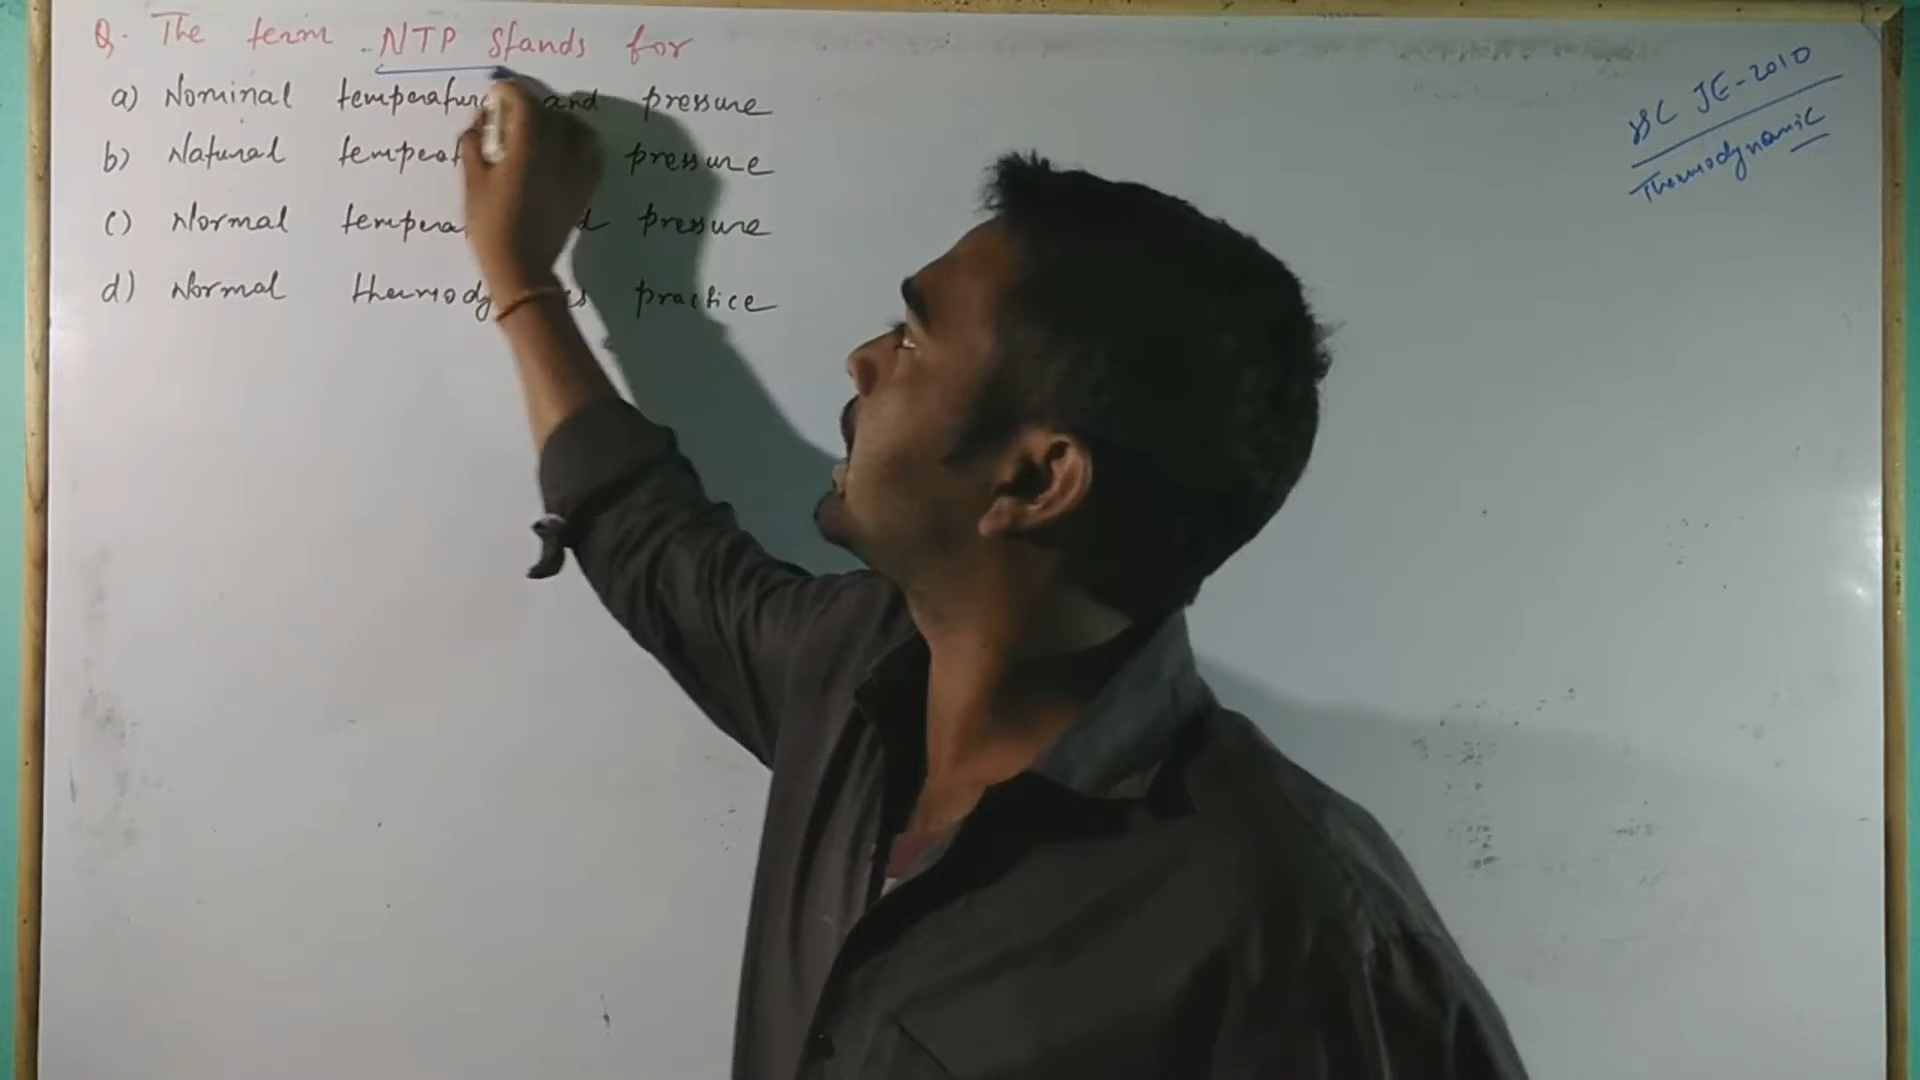 Q. The term NTP stands for
a) Nominal temperature and pressure
b) Natural pressure
c) Normal pressure
d) Normal practice
SSC JE-2010
Thermodynamic